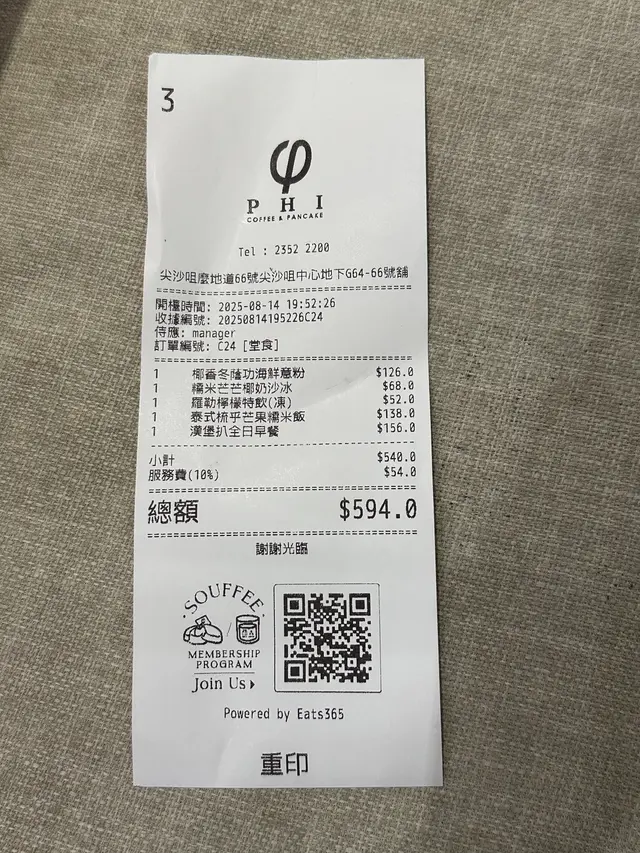 3
φ
PHI
COFFEE & PANCAKE
Tel : 2352 2200
尖沙咀麼地道66號尖沙咀中心地下G64-66號舖
開檯時間: 2025-08-14 19:52:26
收據編號: 20250814195226C24
侍應: manager
訂單編號: C24 [堂食]
1 椰香冬蔭功海鮮意粉 $126.0
1 糯米芒芒椰奶沙冰 $68.0
1 羅勒檸檬特飲(凍) $52.0
1 泰式梳乎芒果糯米飯 $138.0
1 漢堡扒全日早餐 $156.0
小計 $540.0
服務費(10%) $54.0
總額 $594.0
謝謝光臨
·SOUFFEE·
MEMBERSHIP
PROGRAM
Join Us
Powered by Eats365
重印